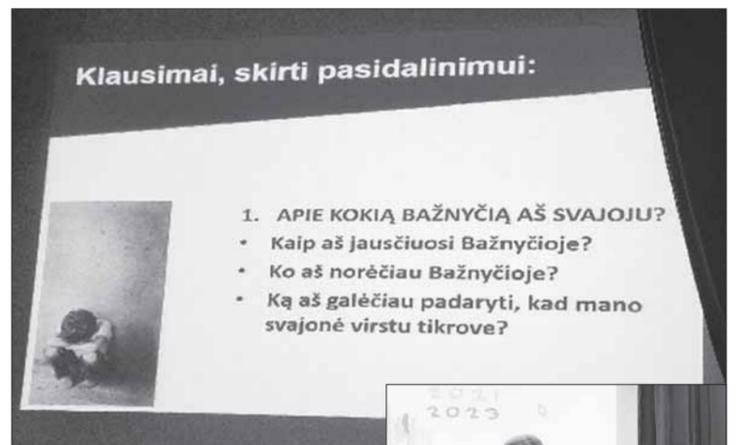 Klausimai, skirti pasidalinimui:
1. APIE KOKIĄ BAŽNYČIĄ AŠ SVAJOJU?
• Kaip aš jausčiuosi Bažnyčioje?
• Ko aš norėčiau Bažnyčioje?
• Ką aš galėčiau padaryti, kad mano
svajonė virstu tikrove?
2021
2023